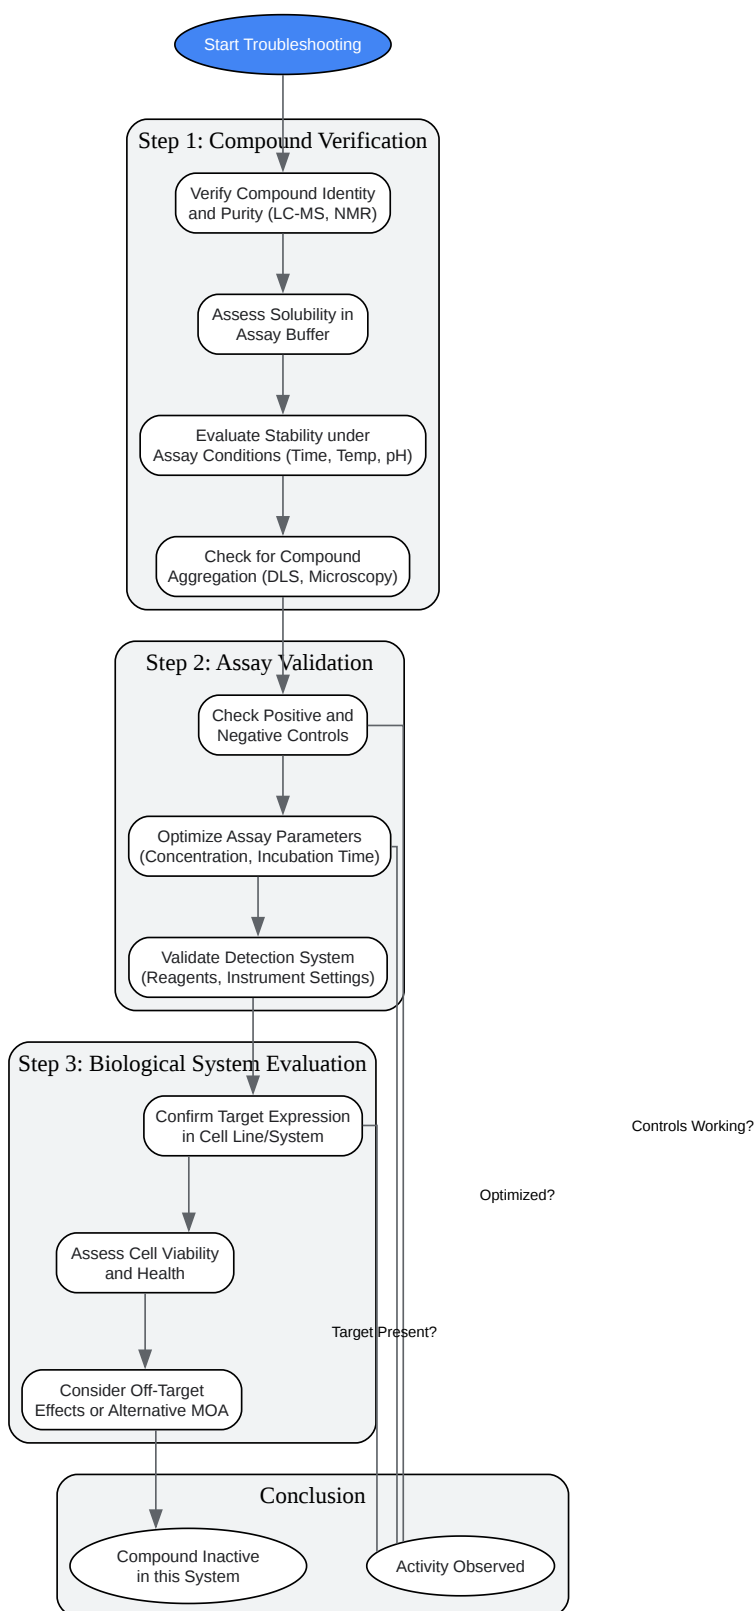 Start Troubleshooting
Step 1: Compound Verification
Verify Compound Identity
and Purity (LC-MS, NMR)
Assess Solubility in
Assay Buffer
Evaluate Stability under
Assay Conditions (Time, Temp, pH)
Check for Compound
Aggregation (DLS, Microscopy)
Step 2: Assay Validation
Check Positive and
Negative Controls
Optimize Assay Parameters
(Concentration, Incubation Time)
Validate Detection System
(Reagents, Instrument Settings)
Step 3: Biological System Evaluation
Confirm Target Expression
in Cell Line/System
Controls Working?
Optimized?
Assess Cell Viability
and Health
Target Present?
Consider Off-Target
Effects or Alternative MOA
Conclusion
Compound Inactive
in this System
Activity Observed